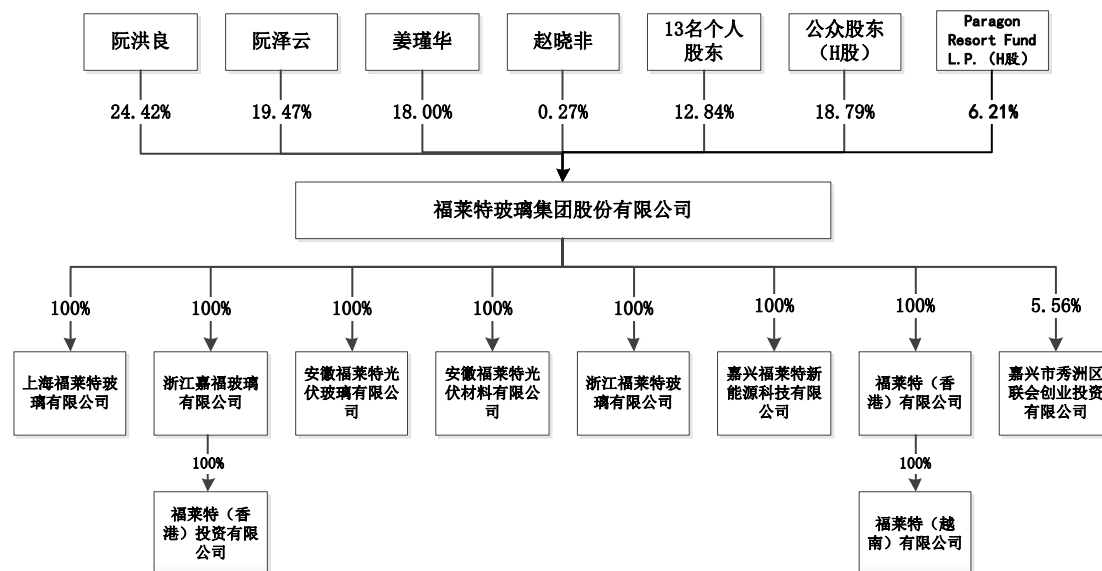 阮洪良
阮泽云
姜瑾华
赵晓非
13名个人
股东
公众股东
（H股）
Paragon
Resort Fund
L.P.（H股）
24.42%
19.47%
18.00%
0.27%
12.84%
18.79%
6.21%
福莱特玻璃集团股份有限公司
100%
100%
100%
100%
100%
100%
100%
5.56%
上海福莱特玻
璃有限公司
浙江嘉福玻璃
有限公司
安徽福莱特光
伏玻璃有限公
司
安徽福莱特光
伏材料有限公
司
浙江福莱特玻
璃有限公司
嘉兴福莱特新
能源科技有限
公司
福莱特（香
港）有限公司
嘉兴市秀洲区
联会创业投资
有限公司
100%
100%
福莱特（香
港）投资有限
公司
福莱特（越
南）有限公司